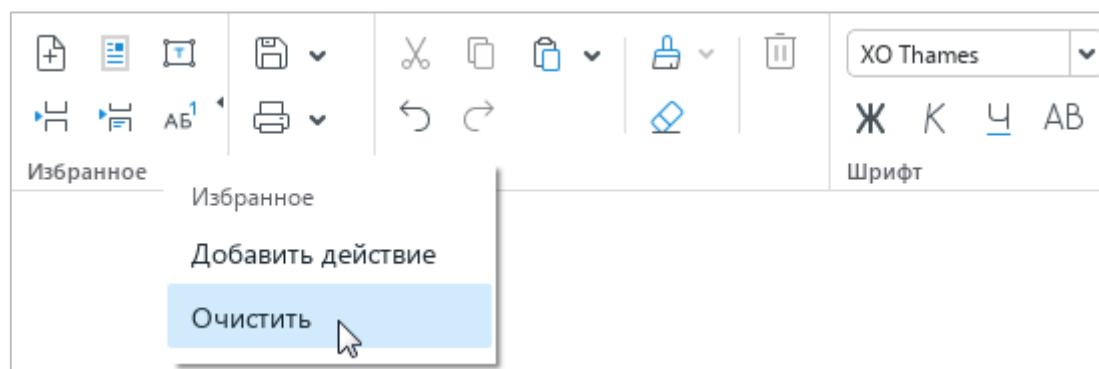 T
XO Thames
АБ1
Ж К Ч АВ
Избранное
Шрифт
Избранное
Добавить действие
Очистить